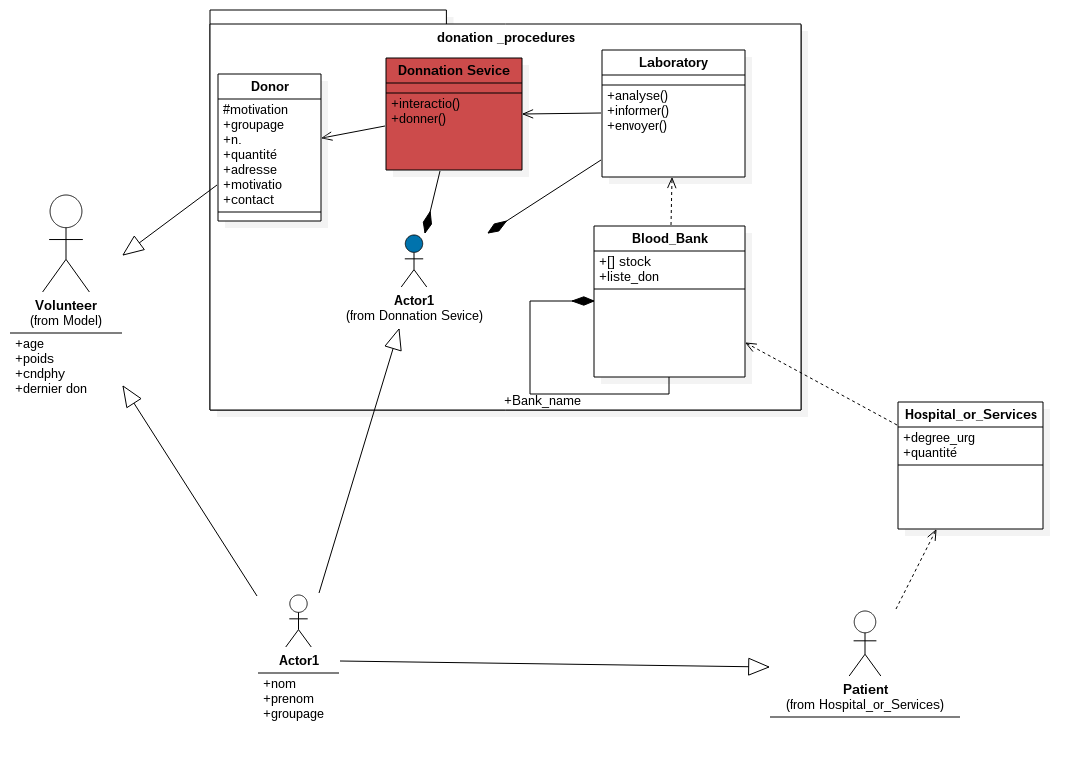 donation _procedures
Donor
#motivation
+groupage
+n.
+quantité
+adresse
+motivatio
+contact
Donnation Sevice
+interactio()
+donner()
Laboratory
+analyse()
+informer()
+envoyer()
Volunteer
(from Model)
+age
+poids
+cndphy
+dernier don
Actor1
(from Donnation Sevice)
Blood_Bank
+[] stock
+liste_don
+Bank_name
Hospital_or_Services
+degree_urg
+quantité
Actor1
+nom
+prenom
+groupage
Patient
(from Hospital_or_Services)